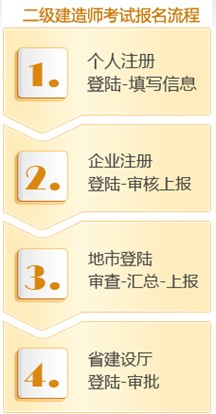 二级建造师考试报名流程
1.
个人注册
登陆-填写信息
2.
企业注册
登陆-审核上报
3.
地市登陆
审查-汇总-上报
4.
省建设厅
登陆-审批